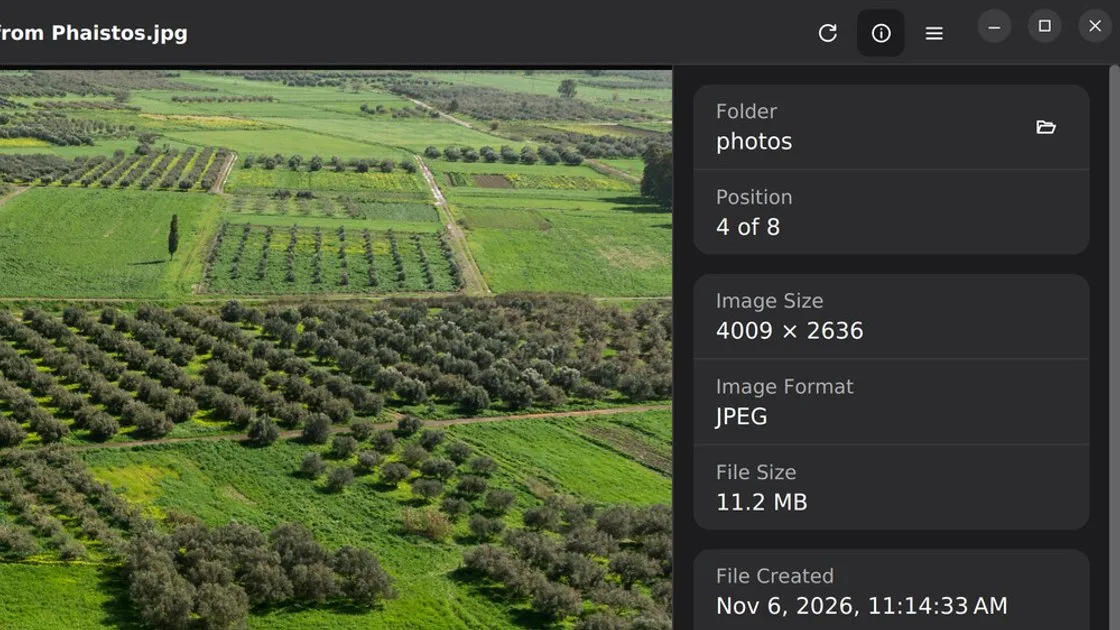 from Phaistos.jpg
Folder
photos
Position
4 of 8
Image Size
4009 × 2636
Image Format
JPEG
File Size
11.2 MB
File Created
Nov 6, 2026, 11:14:33 AM